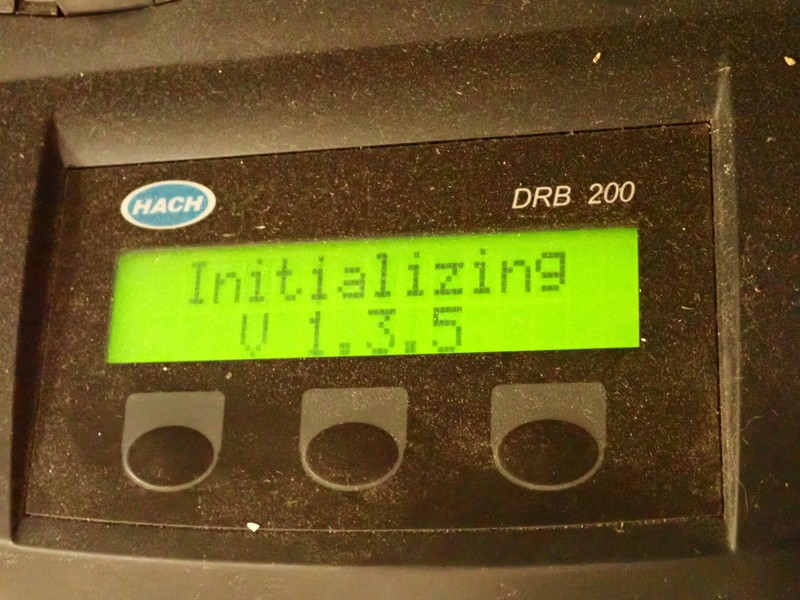 HACH
DRB 200
Initializing
V 1.3.5